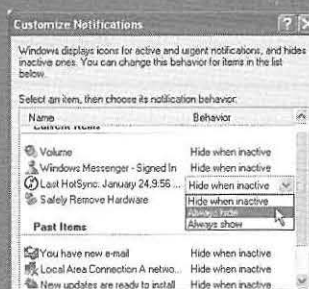 Customize Notifications
Windows displays icons for active and urgent notifications, and hides
inactive ones. You can change this behavior for items in the list
below.
Select an item, then choose its notification behavior:
Name Behavior
Current Items
Volume Hide when inactive
Windows Messenger - Signed In Hide when inactive
Last HotSync: January 24,9:56 ... Hide when inactive
Safely Remove Hardware Hide when inactive
Always hide
Past Items Always show
You have new e-mail Hide when inactive
Local Area Connection A netwo... Hide when inactive
New updates are ready to install Hide when inactive